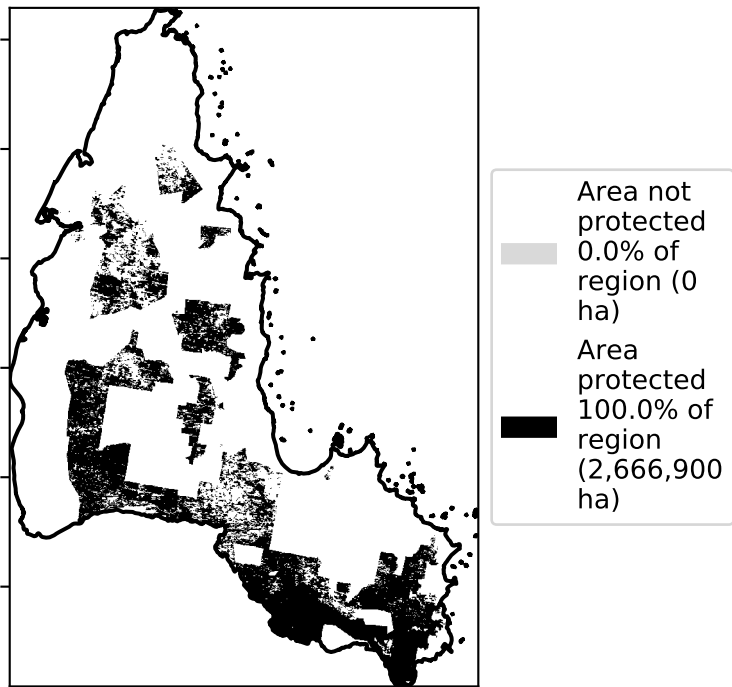 Area not
protected
0.0% of
region (0
ha)
Area
protected
100.0% of
region
(2,666,900
ha)